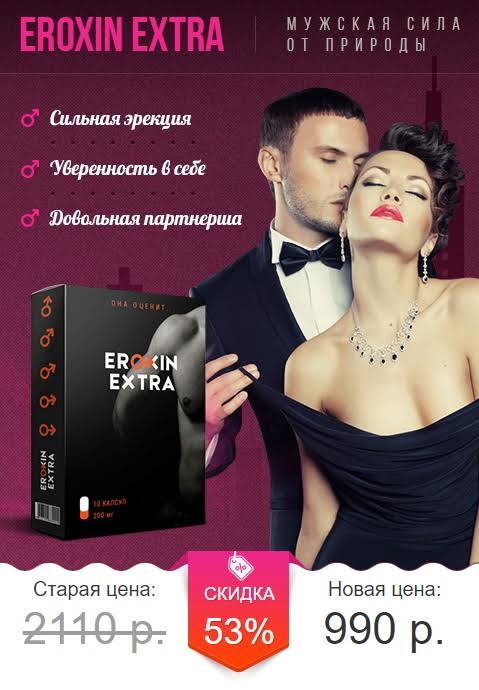 EROXIN EXTRA
МУЖСКАЯ СИЛА
ОТ ПРИРОДЫ
Сильная эрекция
Уверенность в себе
Довольная партнерша
ОНА ОЦЕНИТ
EROXIN
EXTRA
EROXIN
EXTRA
10 КАПСУЛ
200 мг
Старая цена:
2110 р.
%
СКИДКА
53%
Новая цена:
990 р.